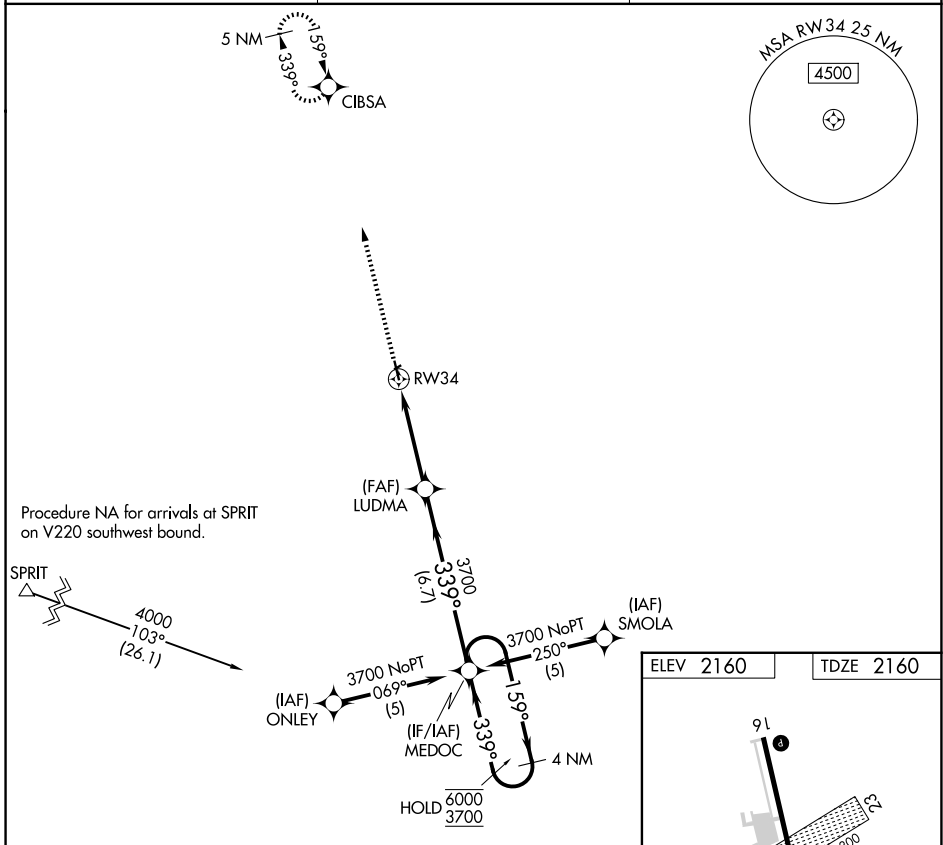 5 NM
159°
339°
CIBSA
MSA RW34 25 NM
4500
RW34
(FAF)
LUDMA
Procedure NA for arrivals at SPRIT
on V220 southwest bound.
SPRIT
4000
103°
(26.1)
3700
339°
(6.7)
(IAF)
SMOLA
3700 NoPT
250°
(5)
3700 NoPT
069°
(5)
(IAF)
ONLEY
(IF/IAF)
MEDOC
159°
339°
4 NM
HOLD
6000
3700
ELEV 2160
TDZE 2160
16
P
23